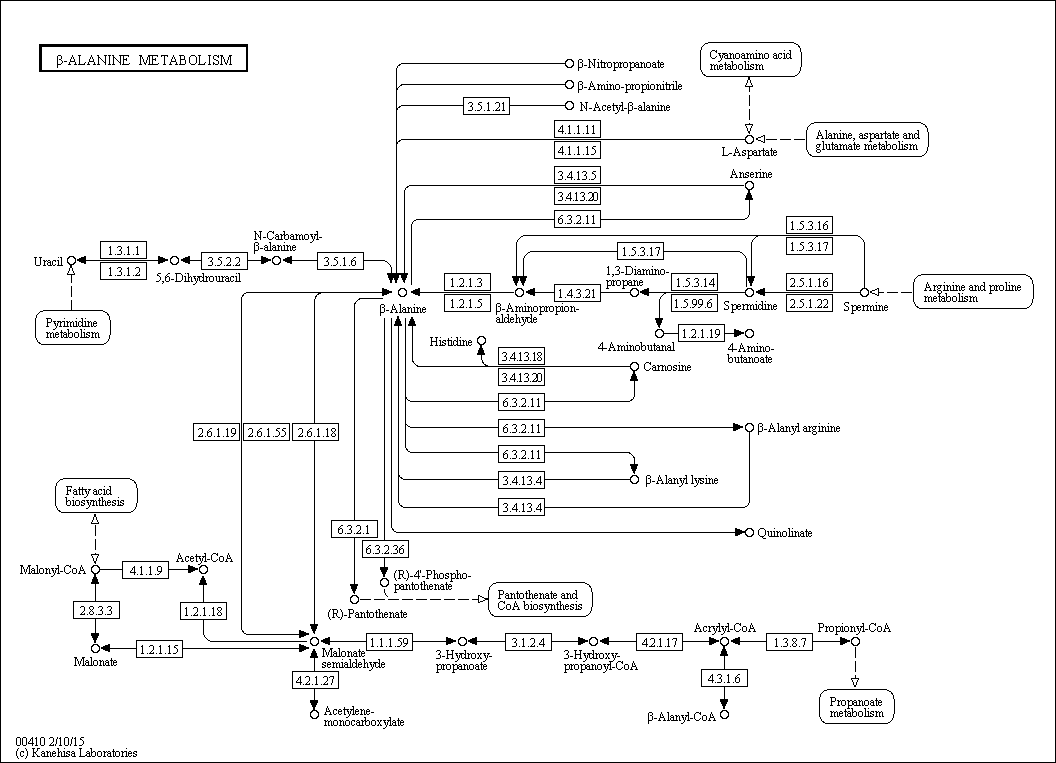 β-ALANINE METABOLISM
β-Nitropropanoate
β-Amino-propionitrile
3.5.1.21
N-Acetyl-β-alanine
Cyanoamino acid
metabolism
4.1.1.11
4.1.1.15
L-Aspartate
Alanine, aspartate and
glutamate metabolism
Anserine
3.4.13.5
3.4.13.20
6.3.2.11
1.5.3.16
1.5.3.17
1.5.3.17
Uracil
1.3.1.1
1.3.1.2
5,6-Dihydrouracil
3.5.2.2
N-Carbamoyl-
β-alanine
3.5.1.6
β-Alanine
1.2.1.3
1.2.1.5
β-Aminopropion-
aldehyde
1.4.3.21
1,3-Diamino-
propane
1.5.3.14
1.5.99.6
Spermidine
2.5.1.16
2.5.1.22
Spermine
Arginine and proline
metabolism
Pyrimidine
metabolism
4-Aminobutanal
1.2.1.19
4-Amino-
butanoate
Histidine
3.4.13.18
3.4.13.20
Carnosine
6.3.2.11
6.3.2.11
β-Alanyl arginine
2.6.1.19
2.6.1.55
2.6.1.18
6.3.2.11
3.4.13.4
β-Alanyl lysine
3.4.13.4
Quinolinate
Fatty acid
biosynthesis
6.3.2.1
6.3.2.36
Malonyl-CoA
4.1.1.9
Acetyl-CoA
(R)-4'-Phospho-
pantothenate
(R)-Pantothenate
Pantothenate and
CoA biosynthesis
2.8.3.3
1.2.1.18
Malonate
1.2.1.15
Malonate
semialdehyde
1.1.1.59
3-Hydroxy-
propanoate
3.1.2.4
3-Hydroxy-
propanoyl-CoA
4.2.1.17
Acrylyl-CoA
1.3.8.7
Propionyl-CoA
4.2.1.27
Acetylene-
monocarboxylate
4.3.1.6
β-Alanyl-CoA
Propanoate
metabolism
00410 2/10/15
(c) Kanehisa Laboratories